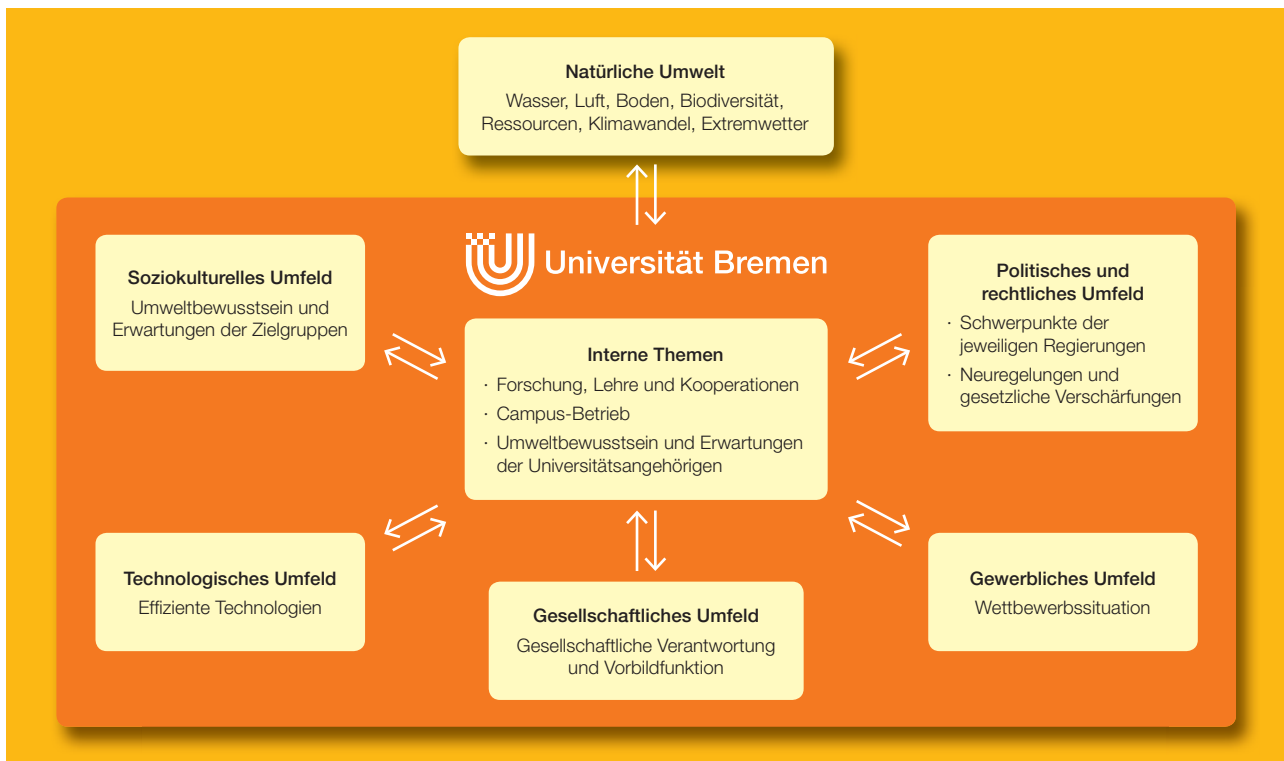 Natürliche Umwelt
Wasser, Luft, Boden, Biodiversität,
Ressourcen, Klimawandel, Extremwetter
Universität Bremen
Soziokulturelles Umfeld
Umweltbewusstsein und
Erwartungen der Zielgruppen
Interne Themen
· Forschung, Lehre und Kooperationen
· Campus-Betrieb
· Umweltbewusstsein und Erwartungen
der Universitätsangehörigen
Politisches und
rechtliches Umfeld
· Schwerpunkte der
jeweiligen Regierungen
· Neuregelungen und
gesetzliche Verschärfungen
Technologisches Umfeld
Effiziente Technologien
Gesellschaftliches Umfeld
Gesellschaftliche Verantwortung
und Vorbildfunktion
Gewerbliches Umfeld
Wettbewerbssituation